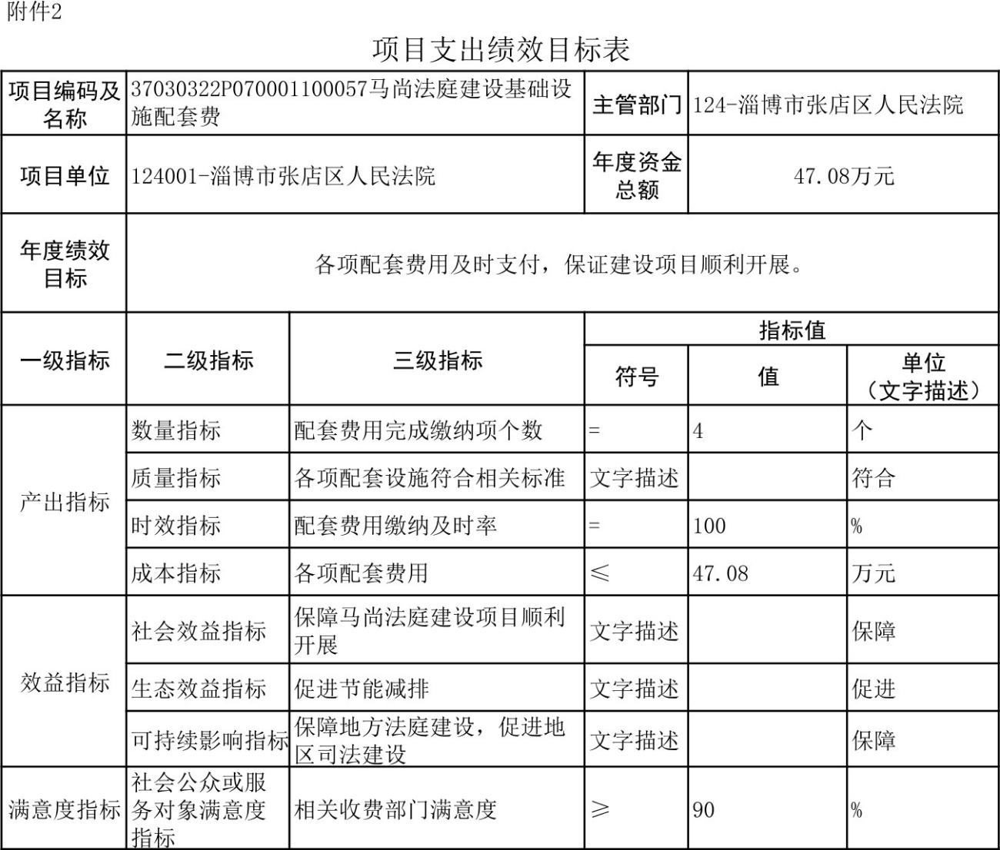 附件2
项目支出绩效目标表
项目编码及
名称
37030322P070001100057马尚法庭建设基础设
施配套费
主管部门
124-淄博市张店区人民法院
项目单位
124001-淄博市张店区人民法院
年度资金
总额
47.08万元
年度绩效
目标
各项配套费用及时支付，保证建设项目顺利开展。
一级指标
二级指标
三级指标
指标值
符号
值
单位
（文字描述）
产出指标
数量指标
配套费用完成缴纳项个数
=
4
个
质量指标
各项配套设施符合相关标准
文字描述
符合
时效指标
配套费用缴纳及时率
=
100
%
成本指标
各项配套费用
≤
47.08
万元
效益指标
社会效益指标
保障马尚法庭建设项目顺利
开展
文字描述
保障
生态效益指标
促进节能减排
文字描述
促进
可持续影响指标
保障地方法庭建设，促进地
区司法建设
文字描述
保障
满意度指标
社会公众或服
务对象满意度
指标
相关收费部门满意度
≥
90
%